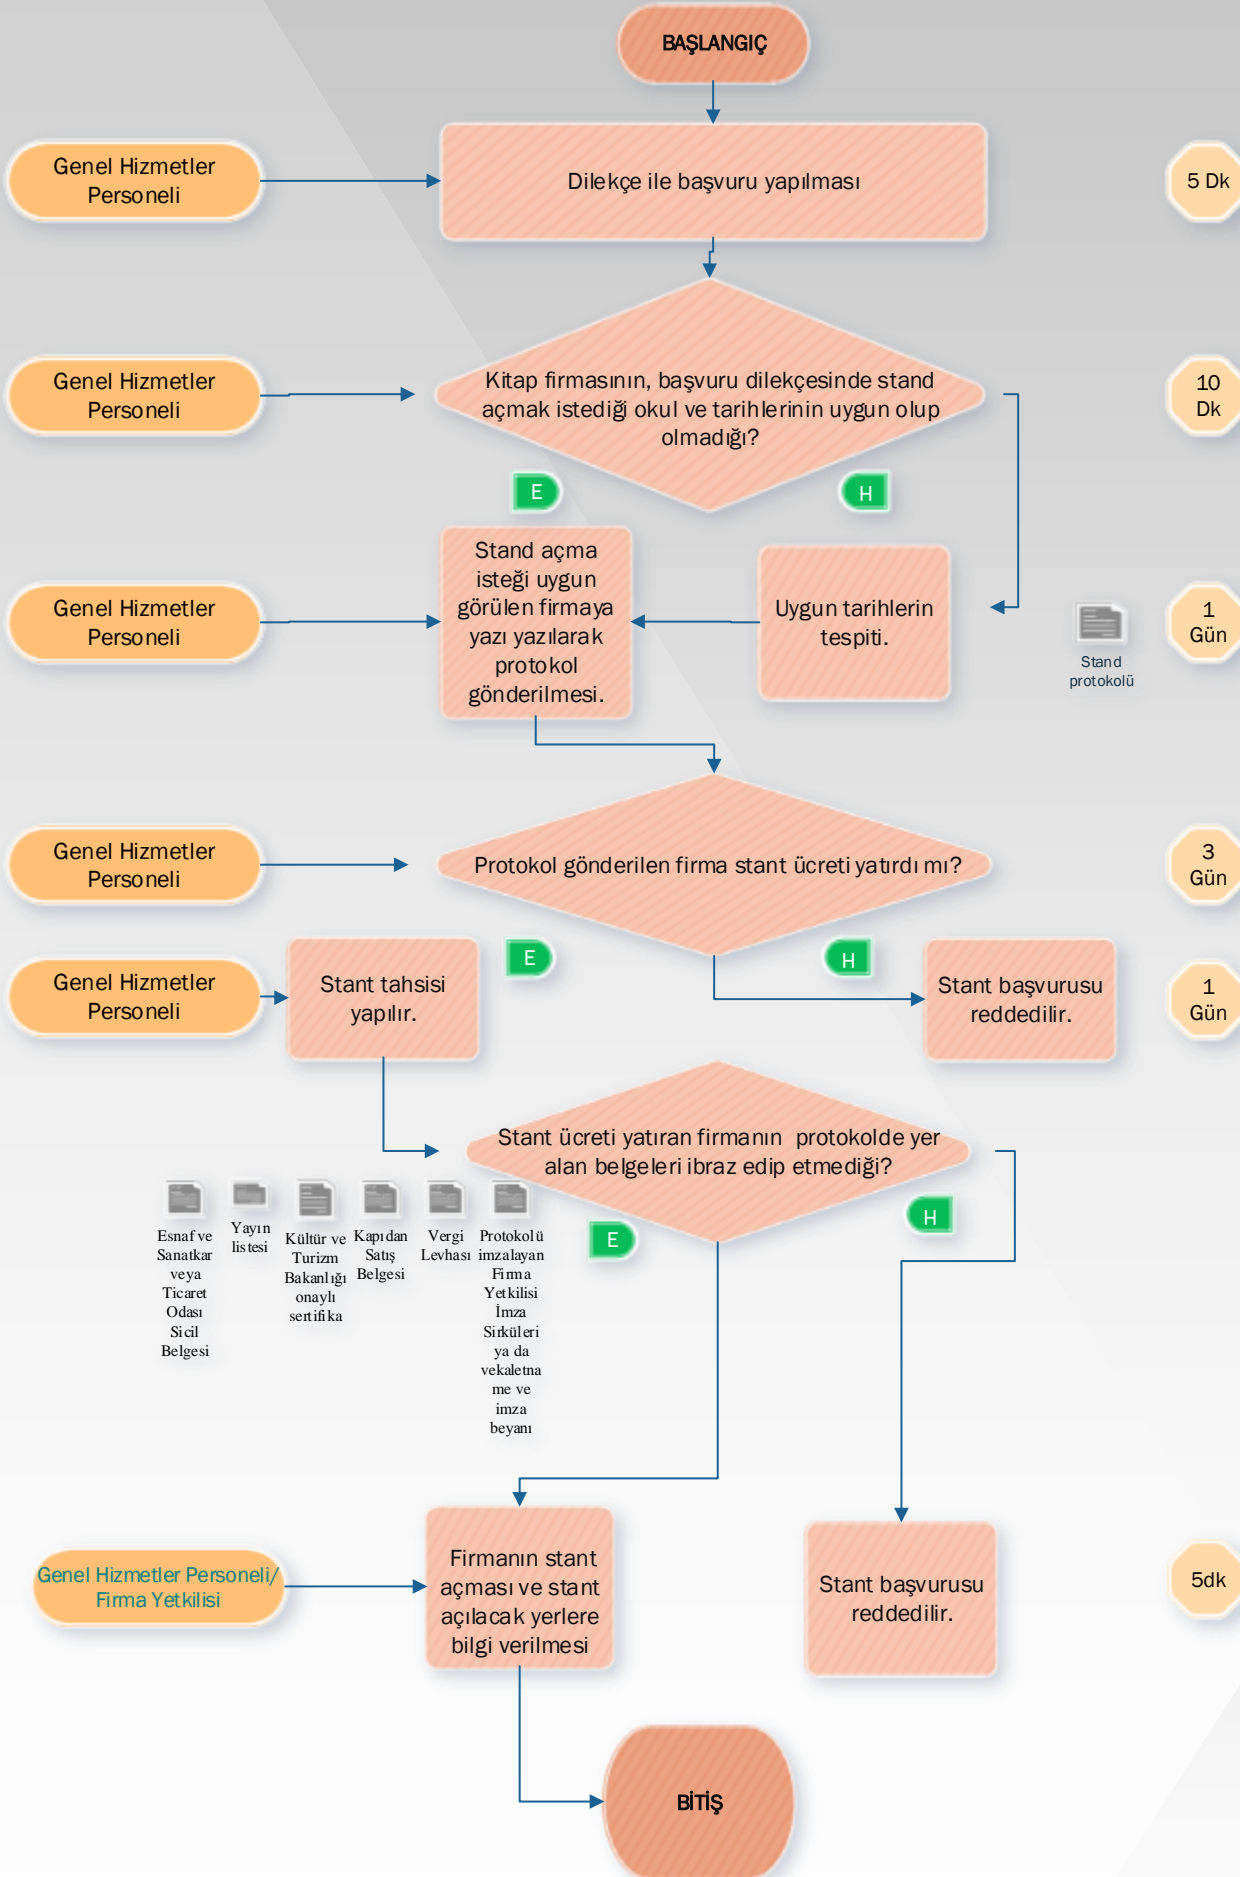 BAŞLANGIÇ
Genel Hizmetler
Personeli
Dilekçe ile başvuru yapılması
5 Dk
Genel Hizmetler
Personeli
Kitap firmasının, başvuru dilekçesinde stand
açmak istediği okul ve tarihlerinin uygun olup
olmadığı?
10
Dk
E
H
Genel Hizmetler
Personeli
Stand açma
isteği uygun
görülen firmaya
yazı yazılarak
protokol
gönderilmesi.
Uygun tarihlerin
tespiti.
Stand
protokolü
1
Gün
Genel Hizmetler
Personeli
Protokol gönderilen firma stant ücreti yatırdı mı?
3
Gün
E
H
Genel Hizmetler
Personeli
Stant tahsisi
yapılır.
Stant başvurusu
reddedilir.
1
Gün
Stant ücreti yatıran firmanın protokolde yer
alan belgeleri ibraz edip etmediği?
E
H
Esnaf ve
Sanatkar
veya
Ticaret
Odası
Sicil
Belgesi
Yayın
listesi
Kültür ve
Turizm
Bakanlığı
onaylı
sertifika
Kapıdan
Satış
Belgesi
Vergi
Levhası
Protokolü
imzalayan
Firma
Yetkilisi
İmza
Sirküleri
ya da
vekaletna
me ve
imza
beyanı
Genel Hizmetler Personeli/
Firma Yetkilisi
Firmanın stant
açması ve stant
açılacak yerlere
bilgi verilmesi
Stant başvurusu
reddedilir.
5dk
BİTİŞ